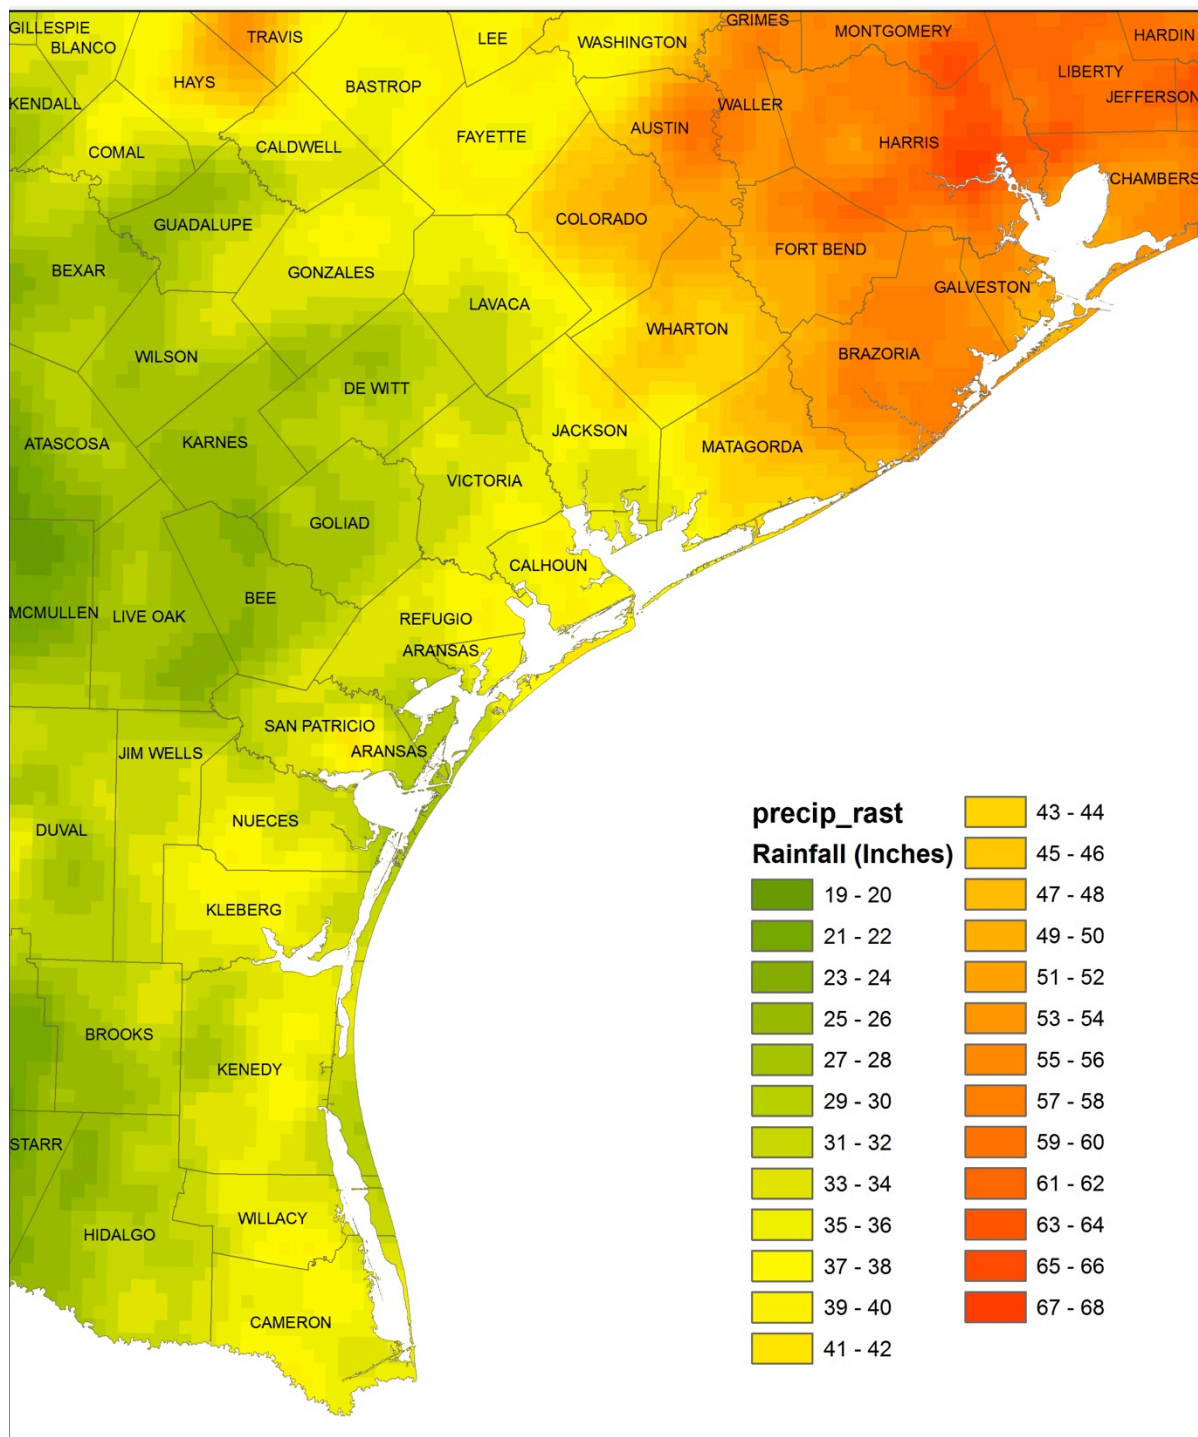 GILLESPIE
BLANCO
TRAVIS
LEE
WASHINGTON
GRIMES
MONTGOMERY
HARDIN
HAYS
BASTROP
LIBERTY
KENDALL
WALLER
JEFFERSON
COMAL
CALDWELL
FAYETTE
AUSTIN
HARRIS
CHAMBERS
GUADALUPE
COLORADO
BEXAR
GONZALES
FORT BEND
LAVACA
GALVESTON
WILSON
WHARTON
BRAZORIA
DE WITT
ATASCOSA
KARNES
JACKSON
MATAGORDA
VICTORIA
GOLIAD
CALHOUN
MCMULLEN
LIVE OAK
BEE
REFUGIO
ARANSAS
SAN PATRICIO
JIM WELLS
ARANSAS
DUVAL
NUECES
KLEBERG
BROOKS
KENEDY
STARR
HIDALGO
WILLACY
CAMERON
precip_rast
Rainfall (Inches)
19 - 20
21 - 22
23 - 24
25 - 26
27 - 28
29 - 30
31 - 32
33 - 34
35 - 36
37 - 38
39 - 40
41 - 42
43 - 44
45 - 46
47 - 48
49 - 50
51 - 52
53 - 54
55 - 56
57 - 58
59 - 60
61 - 62
63 - 64
65 - 66
67 - 68